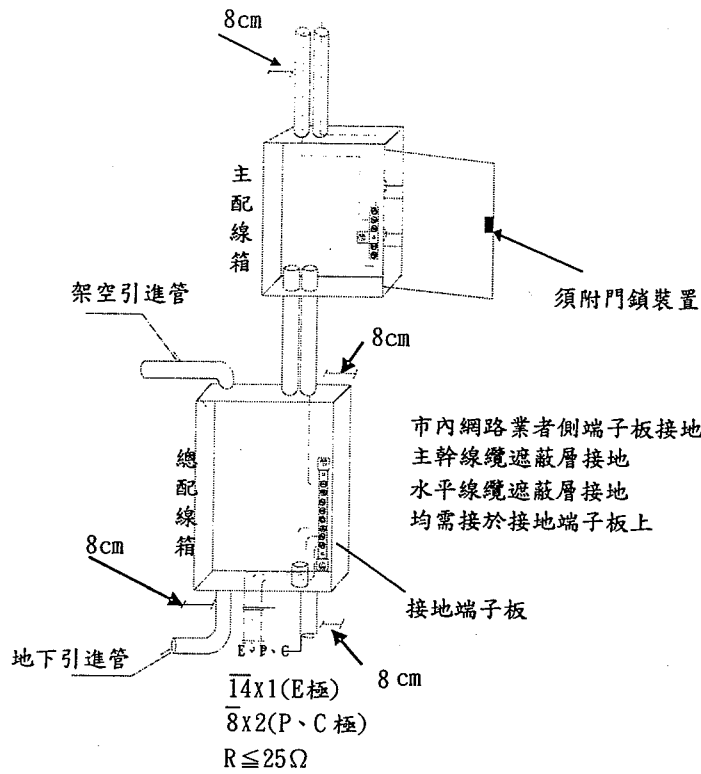 8cm
主配線箱
須附門鎖裝置
架空引進管
8cm
市內網路業者側端子板接地
主幹線纜遮蔽層接地
水平線纜遮蔽層接地
均需接於接地端子板上
總配線箱
8cm
接地端子板
地下引進管
E、P、C
8 cm
14x1(E極)
8x2(P、C極)
R≦25Ω